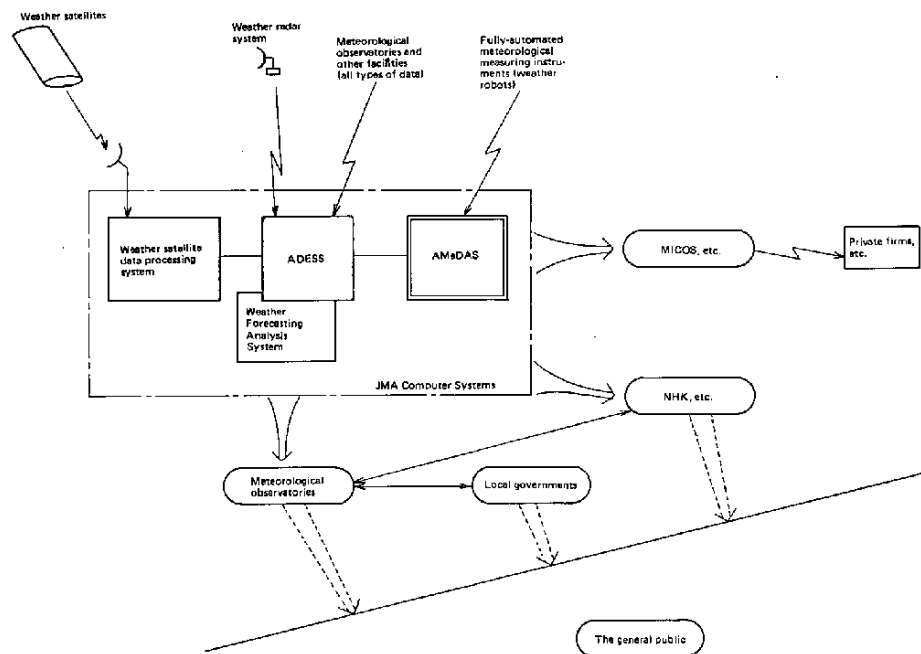 Weather satellites
Weather radar
system
Meteorological
observatories and
other facilities
(all types of data)
Fully-automated
meteorological
measuring instru-
ments (weather
robots)
Weather satellite
data processing
system
ADESS
AMeDAS
Weather
Forecasting
Analysis
System
JMA Computer Systems
MICOS, etc.
Private firms,
etc.
NHK, etc.
Meteorological
observatories
Local governments
The general public